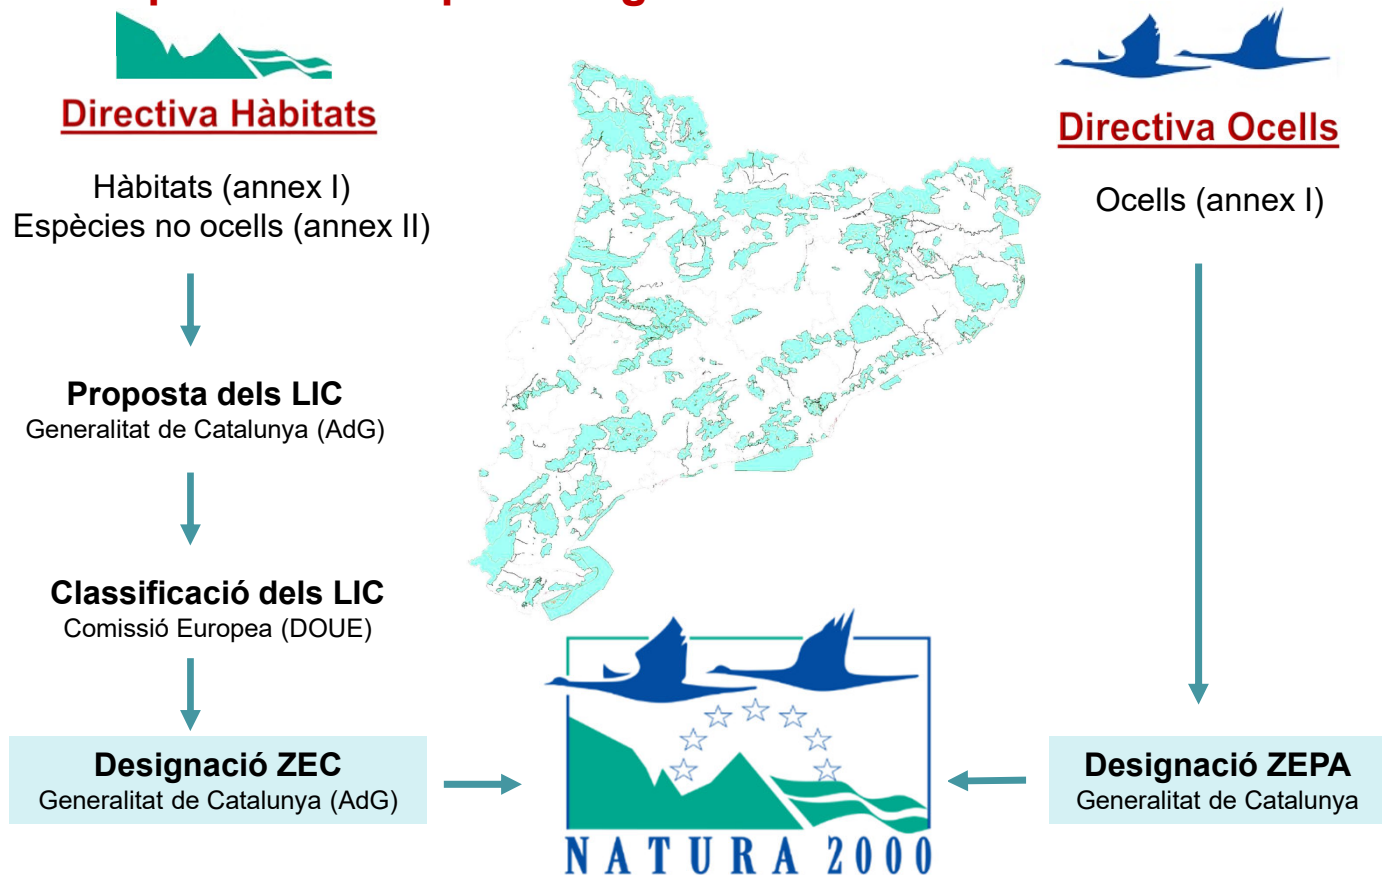 Directiva Hàbitats
Hàbitats (annex I)
Espècies no ocells (annex II)
Proposta dels LIC
Generalitat de Catalunya (AdG)
Classificació dels LIC
Comissió Europea (DOUE)
Designació ZEC
Generalitat de Catalunya (AdG)
Directiva Ocells
Ocells (annex I)
Designació ZEPA
Generalitat de Catalunya
NATURA 2000